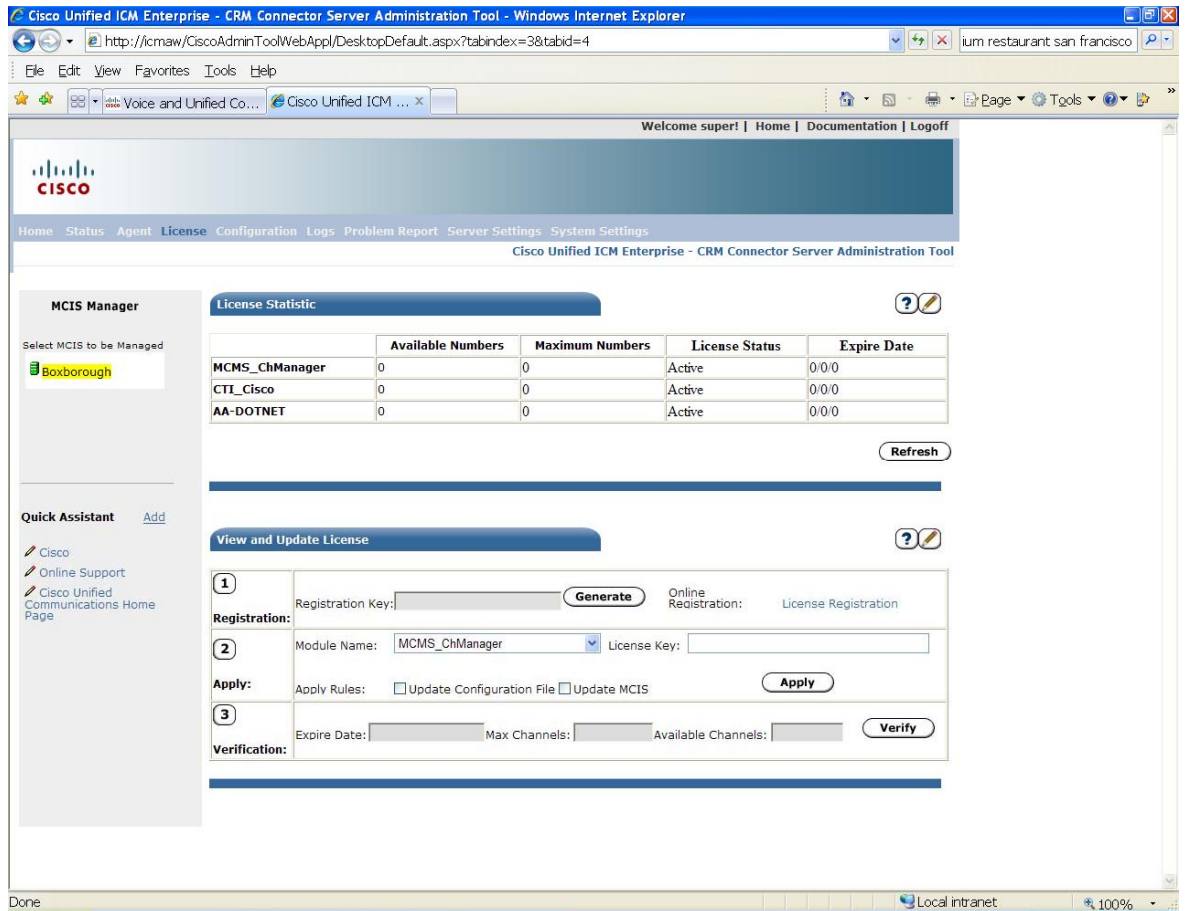 Cisco Unified ICM Enterprise - CRM Connector Server Administration Tool - Windows Internet Explorer
http://icmaw/CiscoAdminToolWebAppl/DesktopDefault.aspx?tabindex=3&tabid=4
ium restaurant san francisco
File Edit View Favorites Tools Help
Voice and Unified Co... Cisco Unified ICM ... Page Tools
Welcome super! | Home | Documentation | Logoff
CISCO
Home Status Agent License Configuration Logs Problem Report Server Settings System Settings
Cisco Unified ICM Enterprise - CRM Connector Server Administration Tool
MCIS Manager
Select MCIS to be Managed
Boxborough
License Statistic
Available Numbers Maximum Numbers License Status Expire Date
MCMS_ChManager 0 0 Active 0/0/0
CTI_Cisco 0 0 Active 0/0/0
AA-DOTNET 0 0 Active 0/0/0
Refresh
Quick Assistant Add
Cisco
Online Support
Cisco Unified
Communications Home
Page
View and Update License
1
Registration:
Registration Key: Generate Online
Registration: License Registration
2
Apply:
Module Name: MCMS_ChManager License Key:
Apply Rules: Update Configuration File Update MCIS Apply
3
Verification:
Expire Date: Max Channels: Available Channels: Verify
Done Local intranet 100%